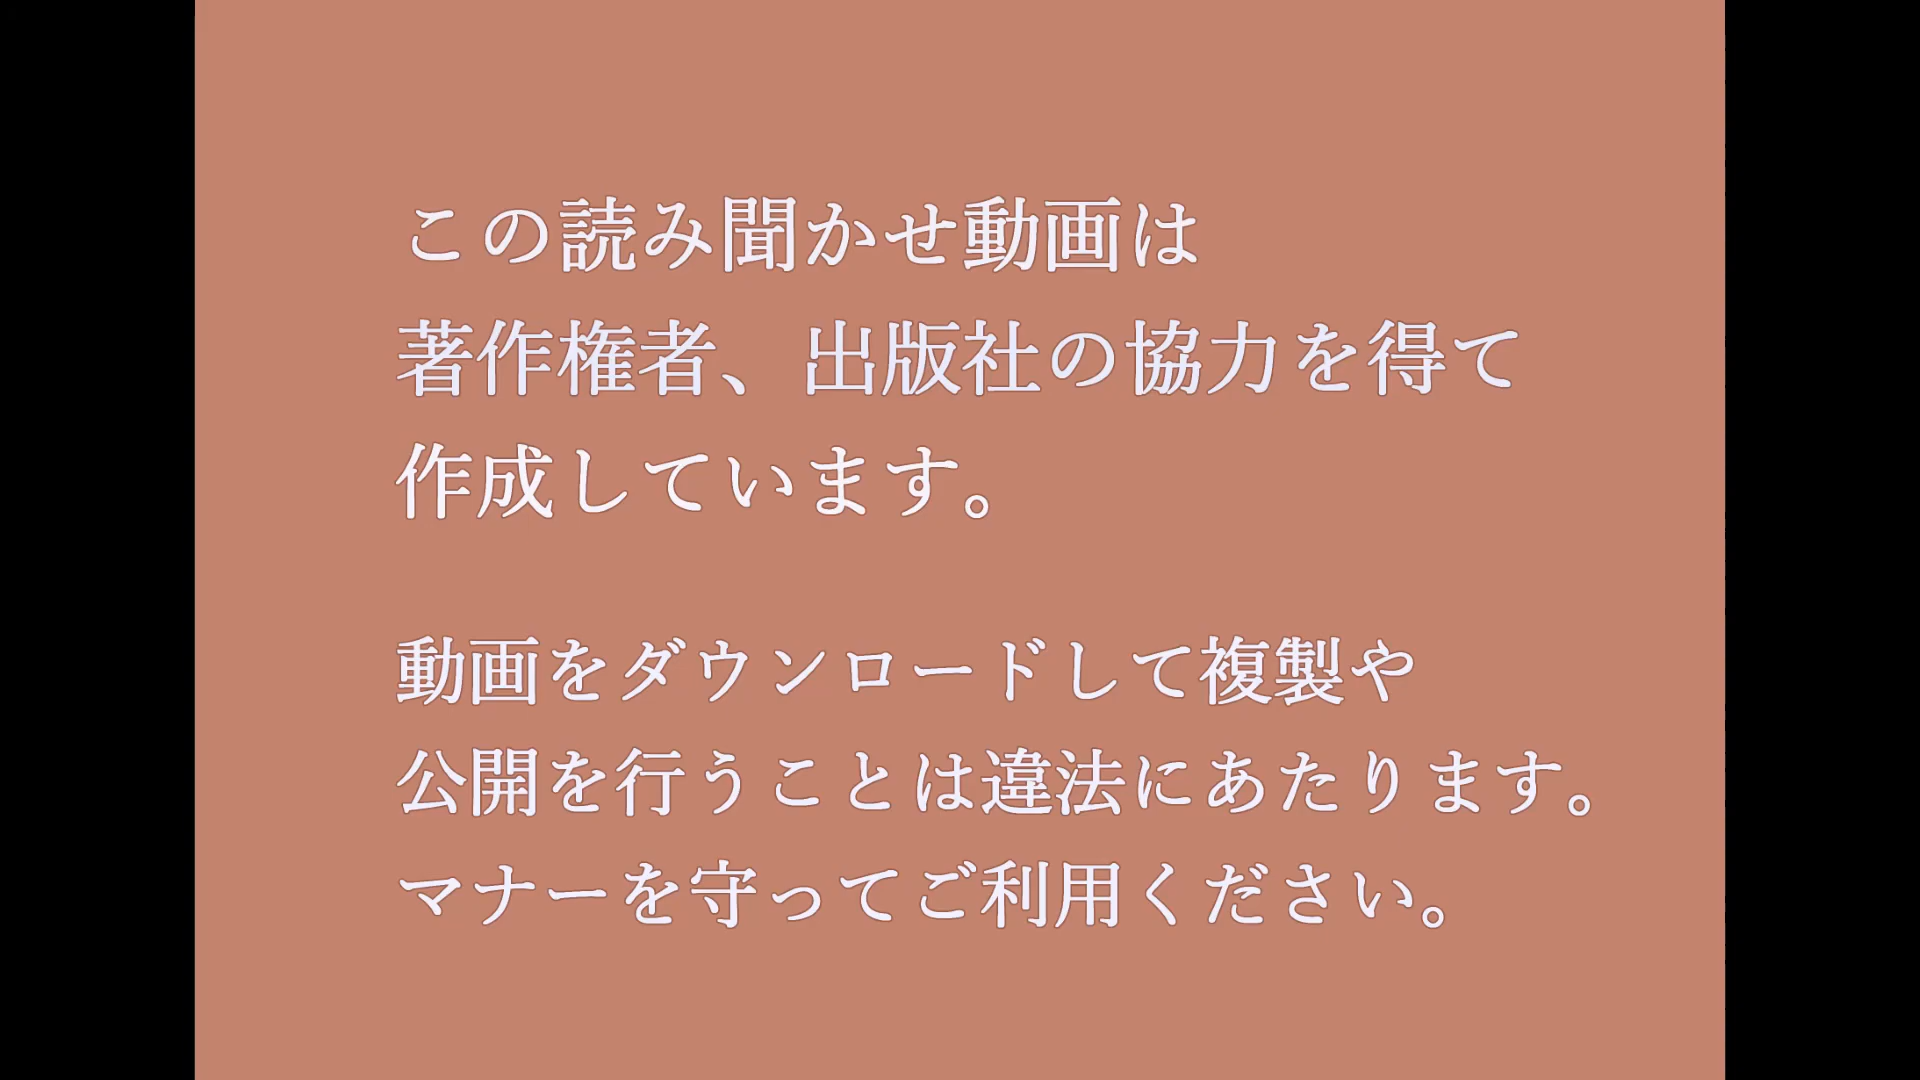 この読み聞かせ動画は
著作権者、出版社の協力を得て
作成しています。
動画をダウンロードして複製や
公開を行うことは違法にあたります。
マナーを守ってご利用ください。